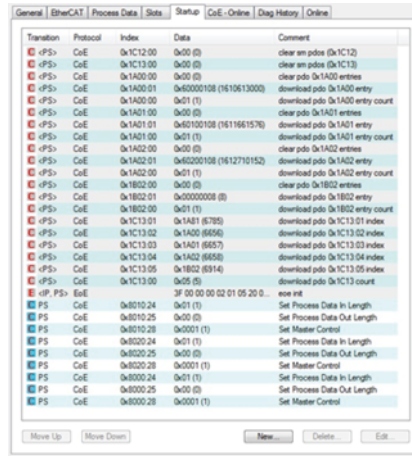 General EtherCAT Process Data Slots Startup CoE - Online Diag History Online
Transition Protocol Index Data Comment
C <PS> CoE 0x1C12:00 0x00 (0) clear sm pdos (0x1C12)
C <PS> CoE 0x1C13:00 0x00 (0) clear sm pdos (0x1C13)
C <PS> CoE 0x1A00:00 0x00 (0) clear pdo 0x1A00 entries
C <PS> CoE 0x1A00:01 0x60000108 (1610613000) download pdo 0x1A00 entry
C <PS> CoE 0x1A00:00 0x01 (1) download pdo 0x1A00 entry count
C <PS> CoE 0x1A01:00 0x00 (0) clear pdo 0x1A01 entries
C <PS> CoE 0x1A01:01 0x60100108 (1611661576) download pdo 0x1A01 entry
C <PS> CoE 0x1A01:00 0x01 (1) download pdo 0x1A01 entry count
C <PS> CoE 0x1A02:00 0x00 (0) clear pdo 0x1A02 entries
C <PS> CoE 0x1A02:01 0x60200108 (1612710152) download pdo 0x1A02 entry
C <PS> CoE 0x1A02:00 0x01 (1) download pdo 0x1A02 entry count
C <PS> CoE 0x1B02:00 0x00 (0) clear pdo 0x1B02 entries
C <PS> CoE 0x1B02:01 0x00000008 (8) download pdo 0x1B02 entry
C <PS> CoE 0x1B02:00 0x01 (1) download pdo 0x1B02 entry count
C <PS> CoE 0x1C13:01 0x1A81 (6785) download pdo 0x1C13:01 index
C <PS> CoE 0x1C13:02 0x1A00 (6656) download pdo 0x1C13:02 index
C <PS> CoE 0x1C13:03 0x1A01 (6657) download pdo 0x1C13:03 index
C <PS> CoE 0x1C13:04 0x1A02 (6658) download pdo 0x1C13:04 index
C <PS> CoE 0x1C13:05 0x1B02 (6914) download pdo 0x1C13:05 index
C <PS> CoE 0x1C13:00 0x05 (5) download pdo 0x1C13 count
E <IP, PS> EoE 3F 00 00 00 02 01 05 20 0... eoe init
C PS CoE 0x8010:24 0x01 (1) Set Process Data In Length
C PS CoE 0x8010:25 0x00 (0) Set Process Data Out Length
C PS CoE 0x8010:28 0x0001 (1) Set Master Control
C PS CoE 0x8020:24 0x01 (1) Set Process Data In Length
C PS CoE 0x8020:25 0x00 (0) Set Process Data Out Length
C PS CoE 0x8020:28 0x0001 (1) Set Master Control
C PS CoE 0x8000:24 0x01 (1) Set Process Data In Length
C PS CoE 0x8000:25 0x00 (0) Set Process Data Out Length
C PS CoE 0x8000:28 0x0001 (1) Set Master Control
Move Up Move Down New... Delete... Edit...